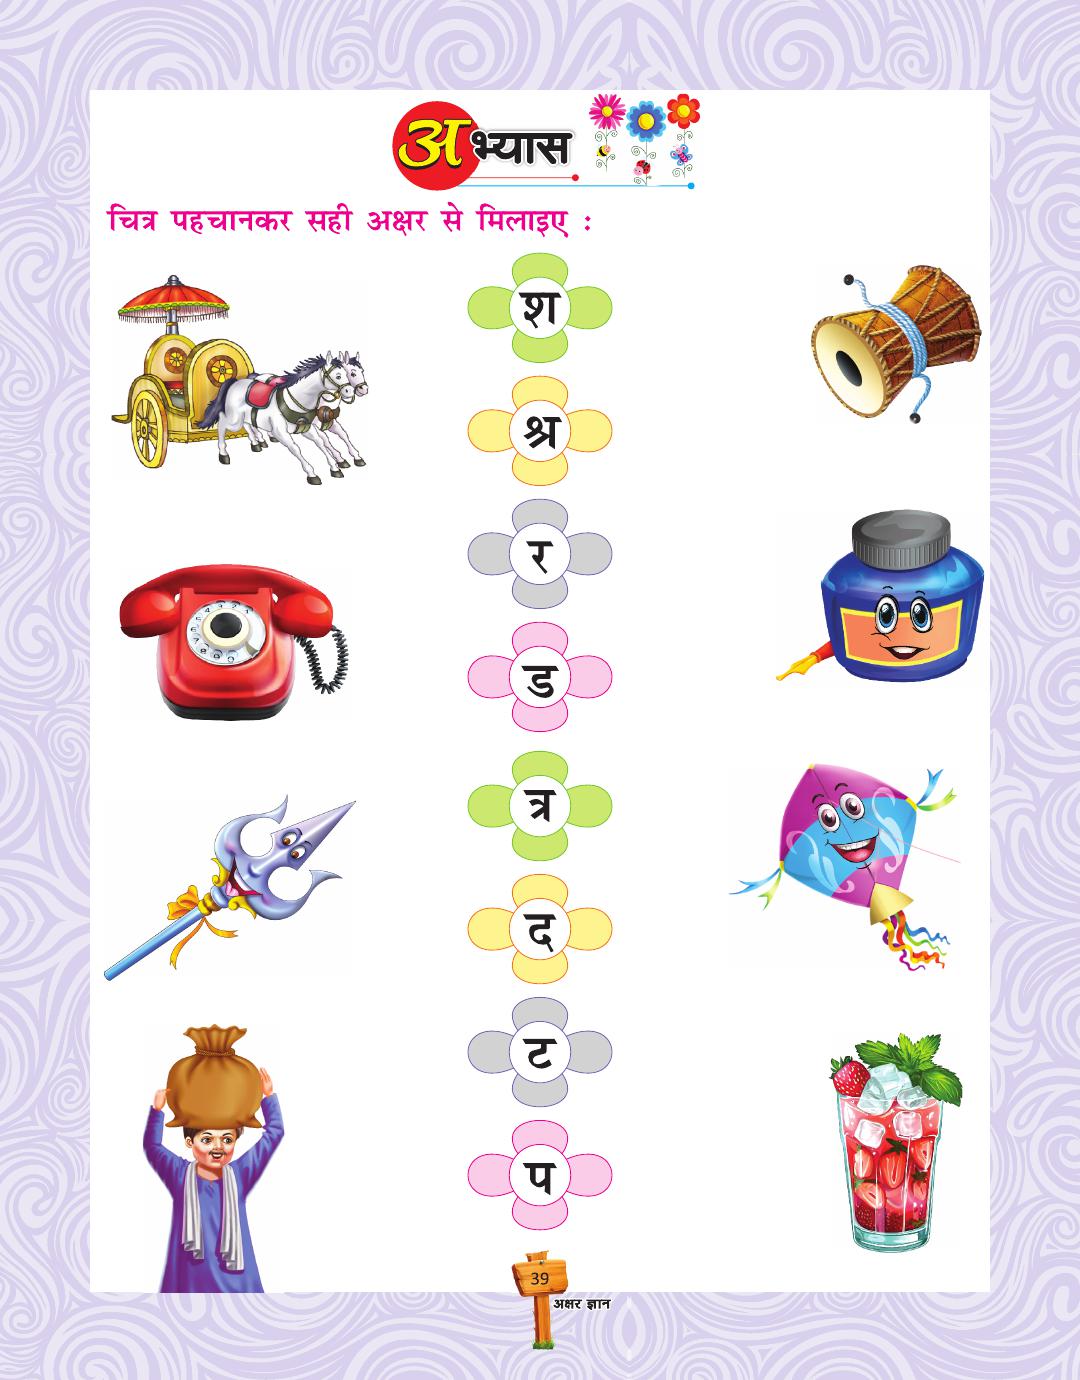 अभ्यास
चित्र पहचानकर सही अक्षर से मिलाइए :
श
श्र
र
ड
त्र
द
ट
प
39
अक्षर ज्ञान